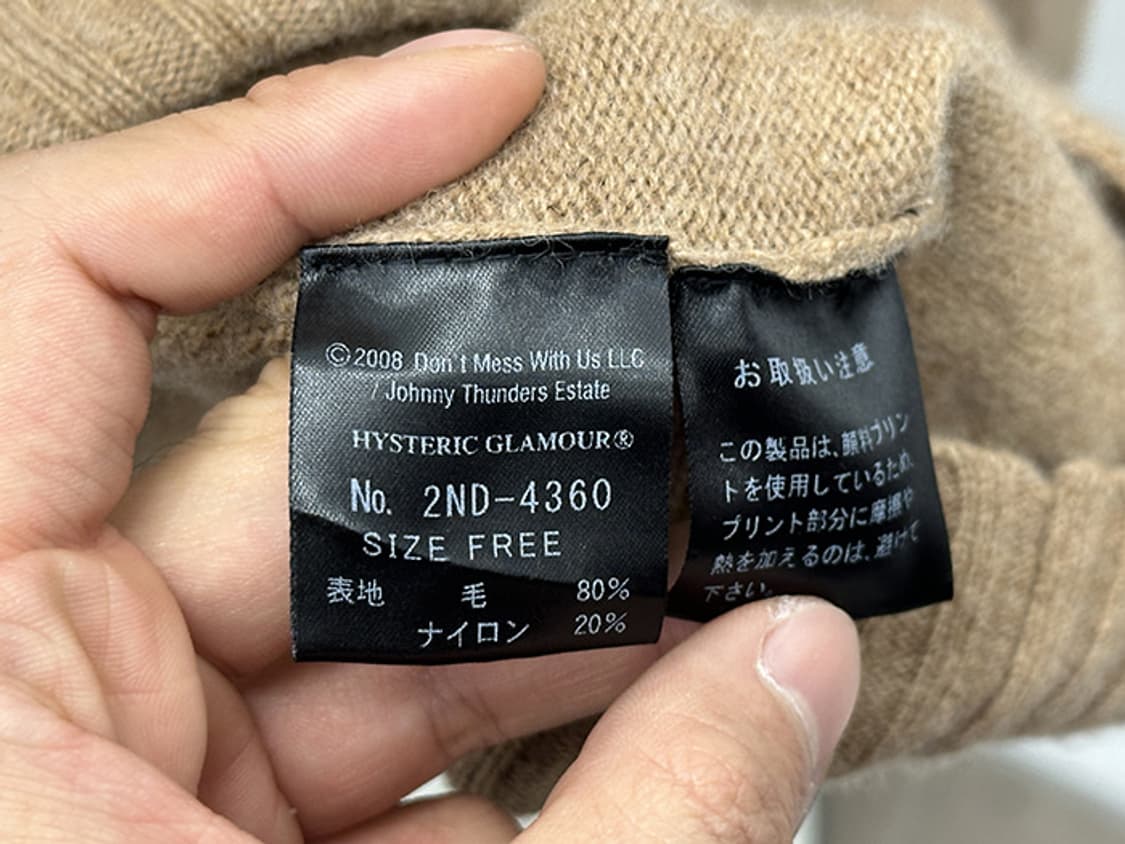 ©2008 Don't Mess With Us LLC
/ Johnny Thunders Estate
HYSTERIC GLAMOUR®
No. 2ND-4360
SIZE FREE
表地 毛 80%
ナイロン 20%
お取扱い注意
この製品は、顔料プリン
トを使用しているため、
プリント部分に摩擦や
熱を加えるのは、避けて
下さい。